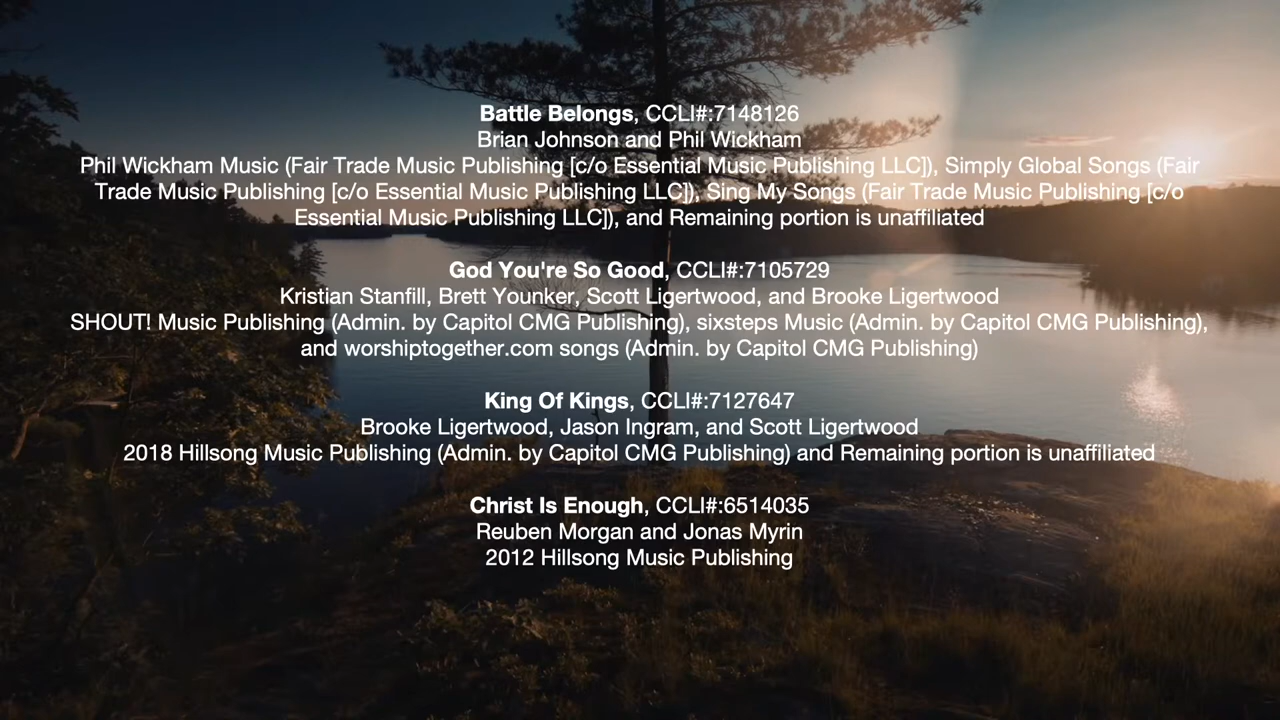 Battle Belongs, CCLI#:7148126
Brian Johnson and Phil Wickham
Phil Wickham Music (Fair Trade Music Publishing [c/o Essential Music Publishing LLC]), Simply Global Songs (Fair
Trade Music Publishing [c/o Essential Music Publishing LLC]), Sing My Songs (Fair Trade Music Publishing [c/o
Essential Music Publishing LLC]), and Remaining portion is unaffiliated
God You're So Good, CCLI#:7105729
Kristian Stanfill, Brett Younker, Scott Ligertwood, and Brooke Ligertwood
SHOUT! Music Publishing (Admin. by Capitol CMG Publishing), sixsteps Music (Admin. by Capitol CMG Publishing),
and worshiptogether.com songs (Admin. by Capitol CMG Publishing)
King Of Kings, CCLI#:7127647
Brooke Ligertwood, Jason Ingram, and Scott Ligertwood
2018 Hillsong Music Publishing (Admin. by Capitol CMG Publishing) and Remaining portion is unaffiliated
Christ Is Enough, CCLI#:6514035
Reuben Morgan and Jonas Myrin
2012 Hillsong Music Publishing